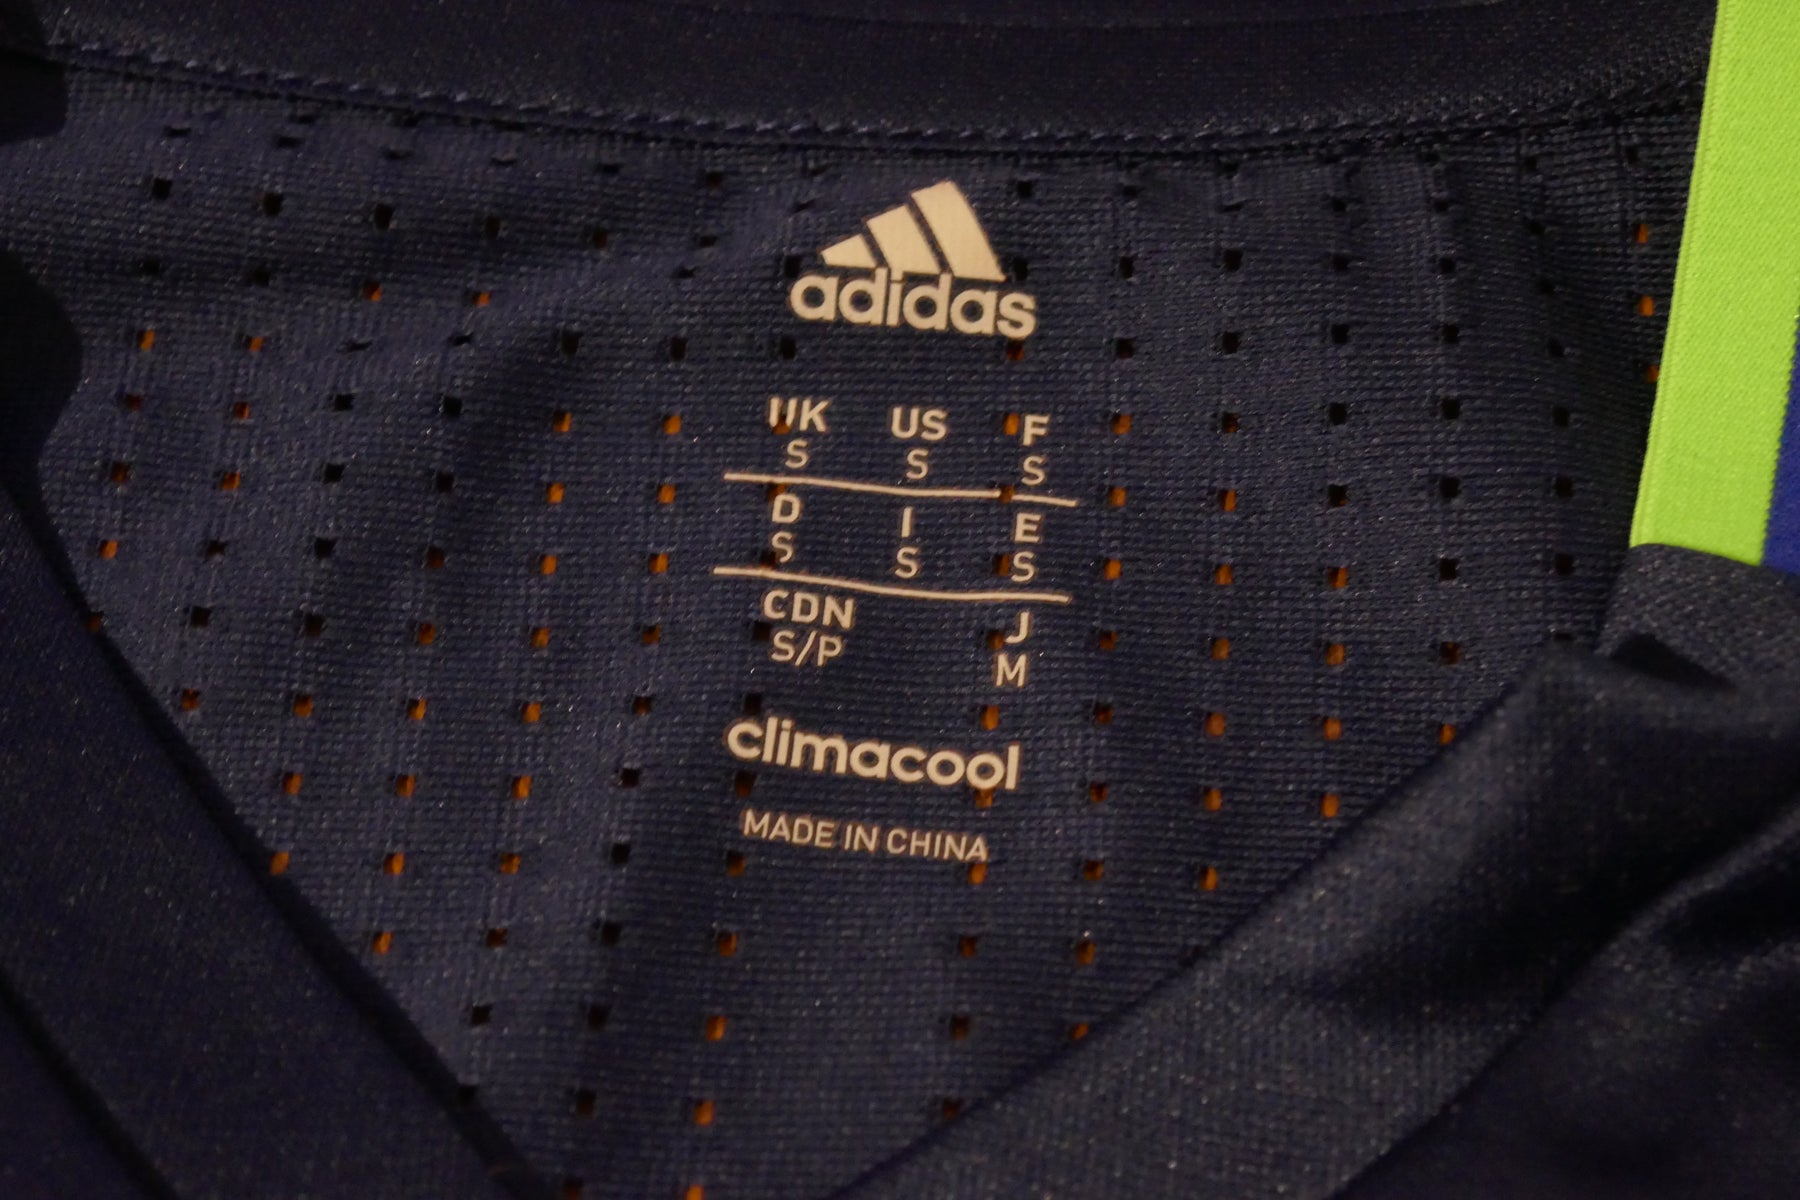 adidas
UK US F
S S S
D I E
S S S
CDN J
S/P M
climacool
MADE IN CHINA